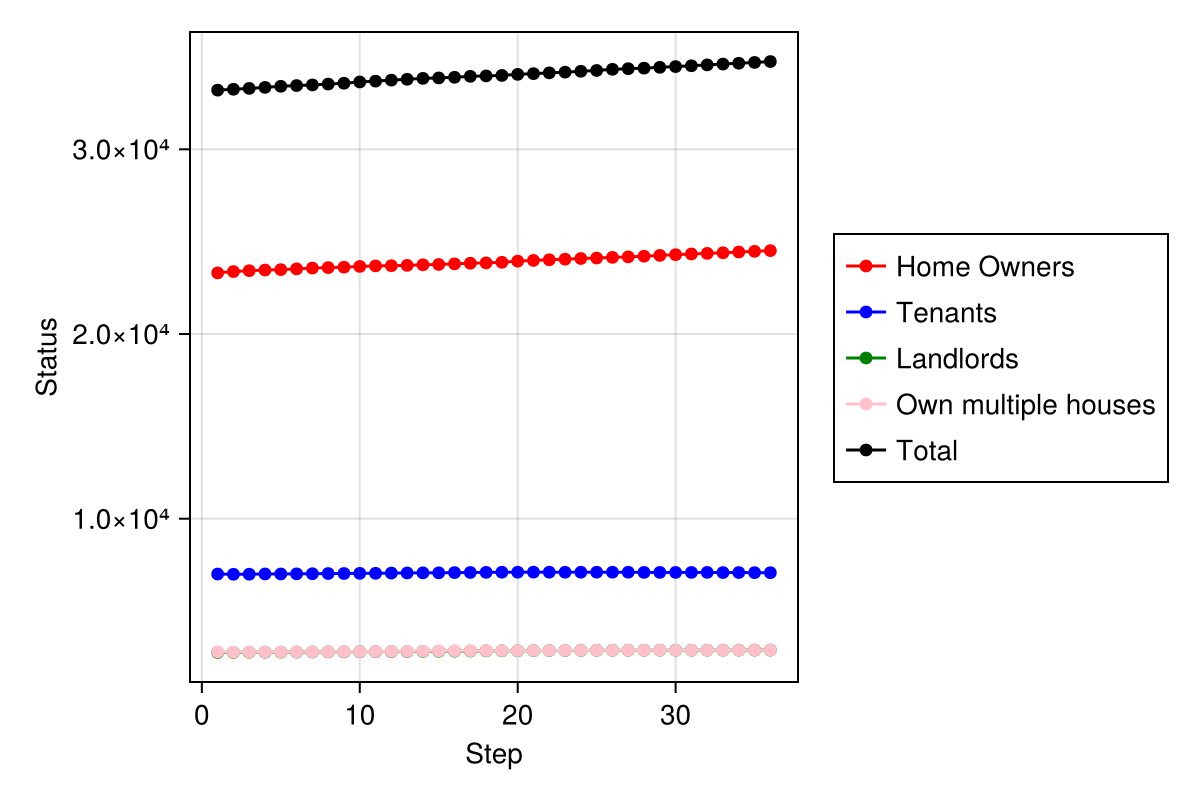 3.0×10⁴
2.0×10⁴
1.0×10⁴
Status
0 10 20 30
Step
Home Owners
Tenants
Landlords
Own multiple houses
Total